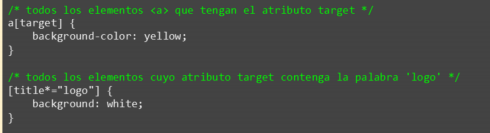 /* todos los elementos <a> que tengan el atributo target */
a[target] {
    background-color: yellow;
}

/* todos los elementos cuyo atributo target contenga la palabra 'logo' */
[title*="logo"] {
    background: white;
}